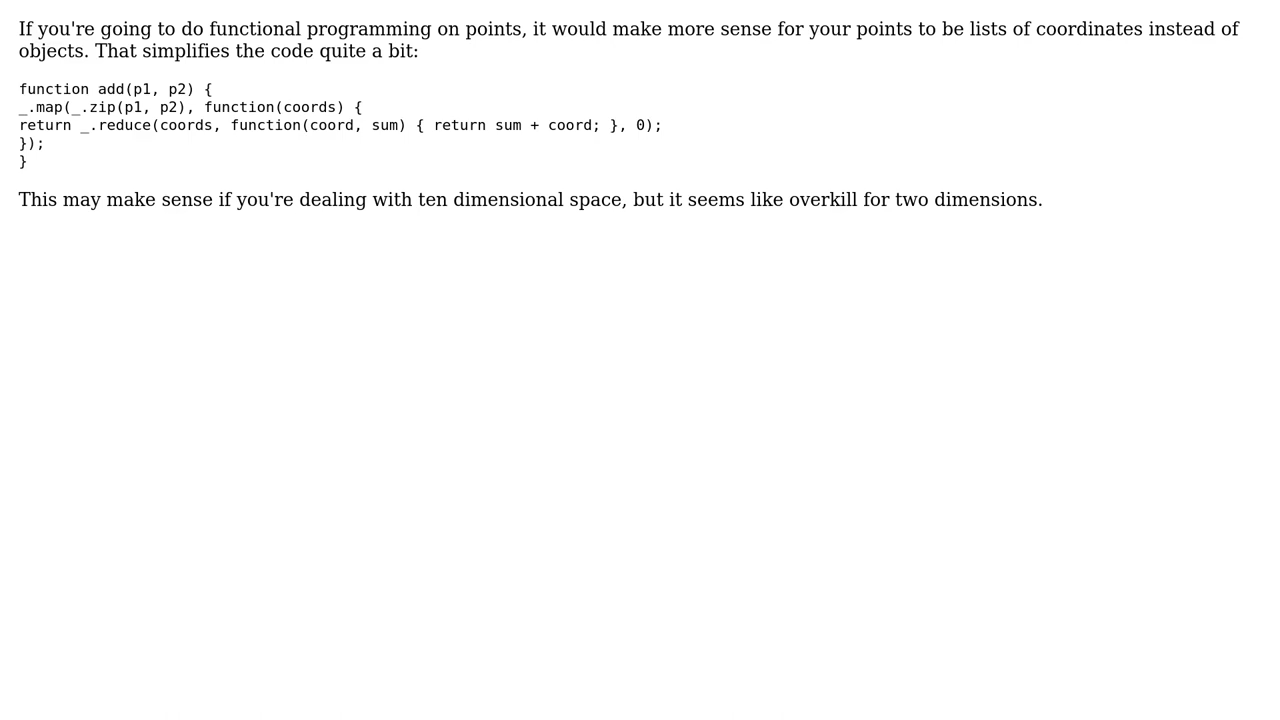 If you're going to do functional programming on points, it would make more sense for your points to be lists of coordinates instead of
objects. That simplifies the code quite a bit:
function add(p1, p2) {
_.map(_.zip(p1, p2), function(coords) {
return _.reduce(coords, function(coord, sum) { return sum + coord; }, 0);
});
}
This may make sense if you're dealing with ten dimensional space, but it seems like overkill for two dimensions.